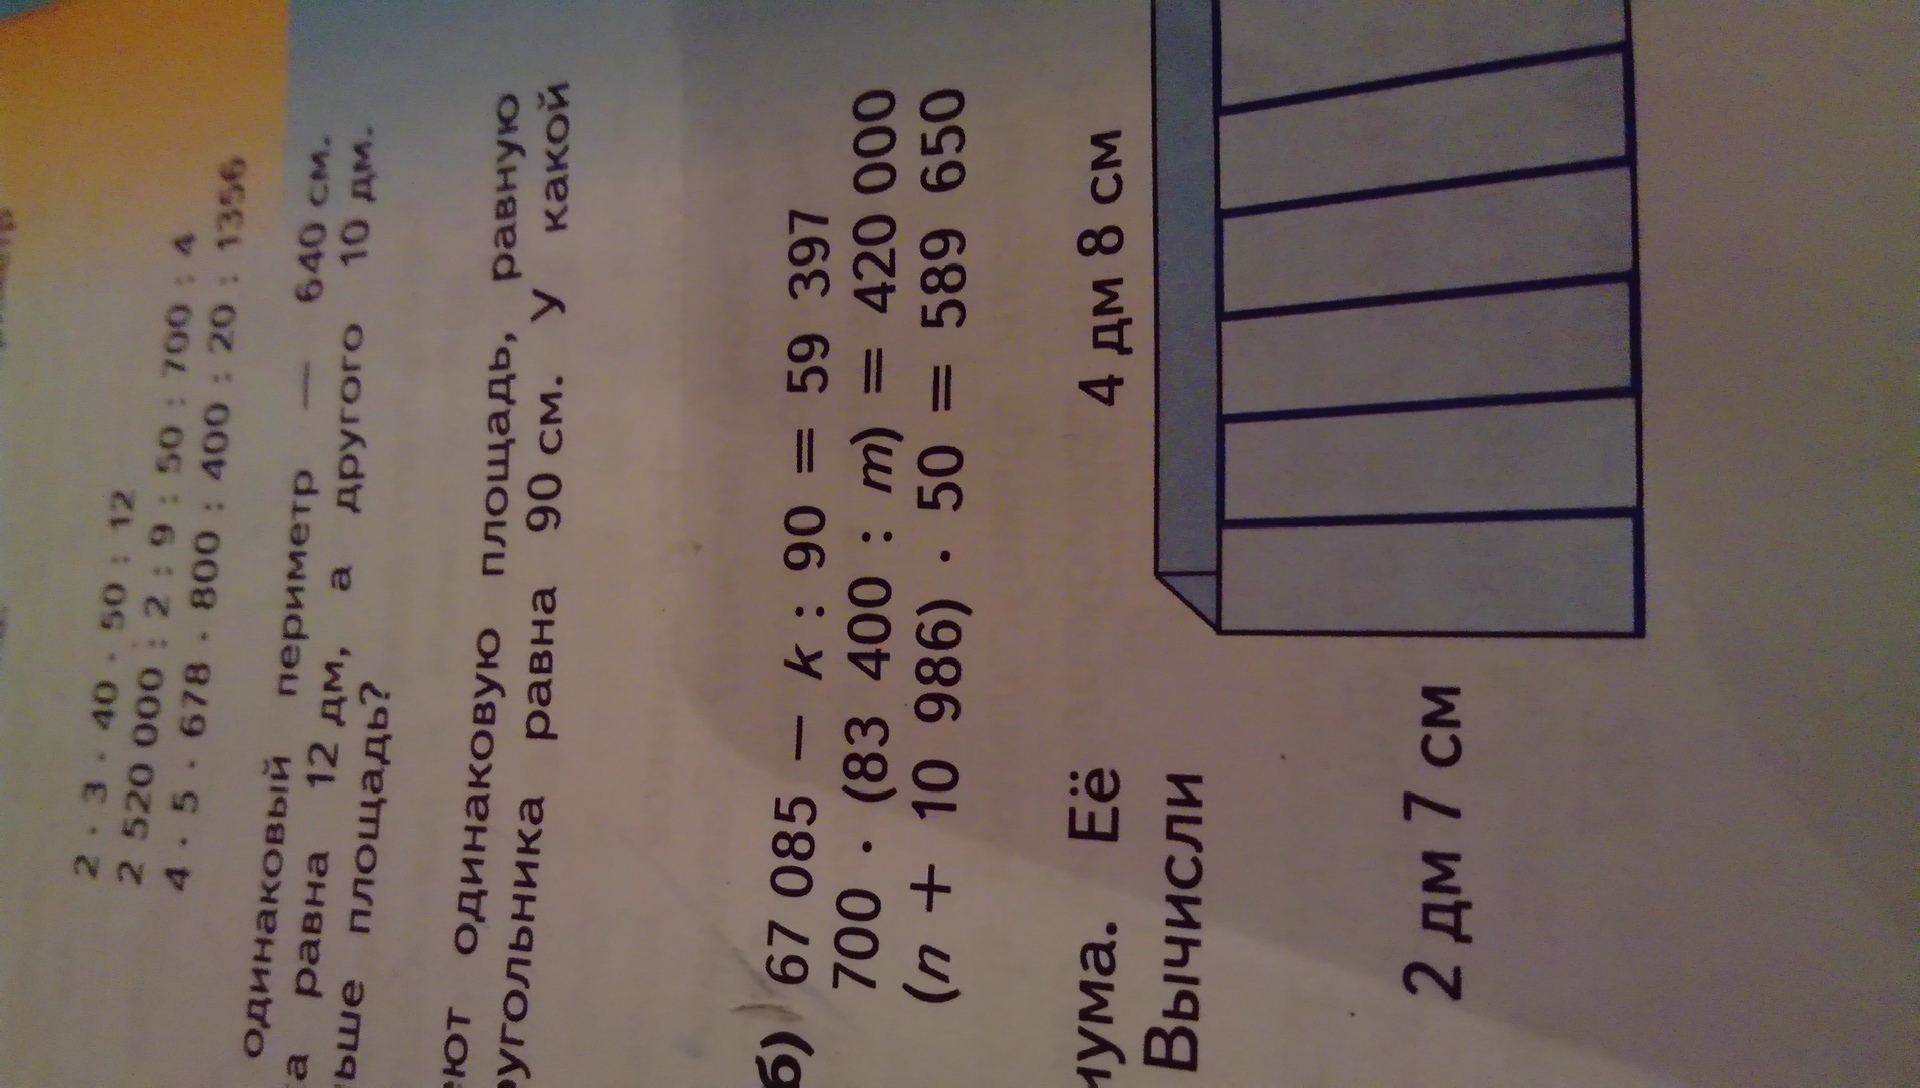 2 · 3 · 40 · 50 : 12
2 520 000 : 2 : 9 : 50 : 700 : 4
4 · 5 · 678 · 800 : 400 : 20 : 1356
одинаковый периметр — 640 см.
а равна 12 дм, а другого 10 дм.
ьше площадь?
еют одинаковую площадь, равную
угольника равна 90 см. У какой
б) 67 085 − k : 90 = 59 397
700 · (83 400 : m) = 420 000
(n + 10 986) · 50 = 589 650
иума. Её
Вычисли
4 дм 8 см
2 дм 7 см